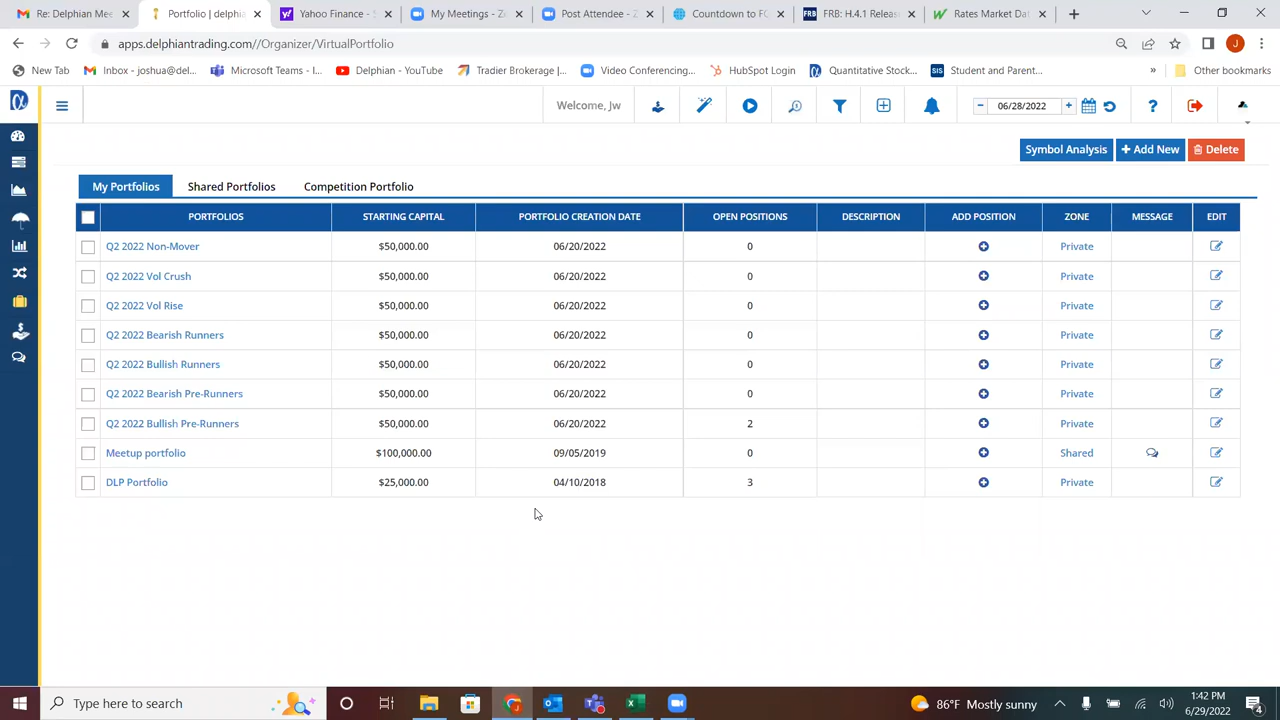 Re: Delphian Mee
Portfolio | delphia
Yahoo Finance - S
My Meetings - Z
Post Attendee - Z
Countdown to F
FRB: H.4.1 Releas
Rates Market Dat
apps.delphiantrading.com//Organizer/VirtualPortfolio
New Tab
Inbox - joshua@del...
Microsoft Teams - I...
Delphian - YouTube
Tradier Brokerage |...
Video Conferencing,...
HubSpot Login
Quantitative Stock...
Student and Parent...
Other bookmarks
Welcome, Jw
06/28/2022
Symbol Analysis
Add New
Delete
My Portfolios
Shared Portfolios
Competition Portfolio
PORTFOLIOS STARTING CAPITAL PORTFOLIO CREATION DATE OPEN POSITIONS DESCRIPTION ADD POSITION ZONE MESSAGE EDIT
Q2 2022 Non-Mover $50,000.00 06/20/2022 0 Private
Q2 2022 Vol Crush $50,000.00 06/20/2022 0 Private
Q2 2022 Vol Rise $50,000.00 06/20/2022 0 Private
Q2 2022 Bearish Runners $50,000.00 06/20/2022 0 Private
Q2 2022 Bullish Runners $50,000.00 06/20/2022 0 Private
Q2 2022 Bearish Pre-Runners $50,000.00 06/20/2022 0 Private
Q2 2022 Bullish Pre-Runners $50,000.00 06/20/2022 2 Private
Meetup portfolio $100,000.00 09/05/2019 0 Shared
DLP Portfolio $25,000.00 04/10/2018 3 Private
Type here to search
86°F Mostly sunny
1:42 PM
6/29/2022